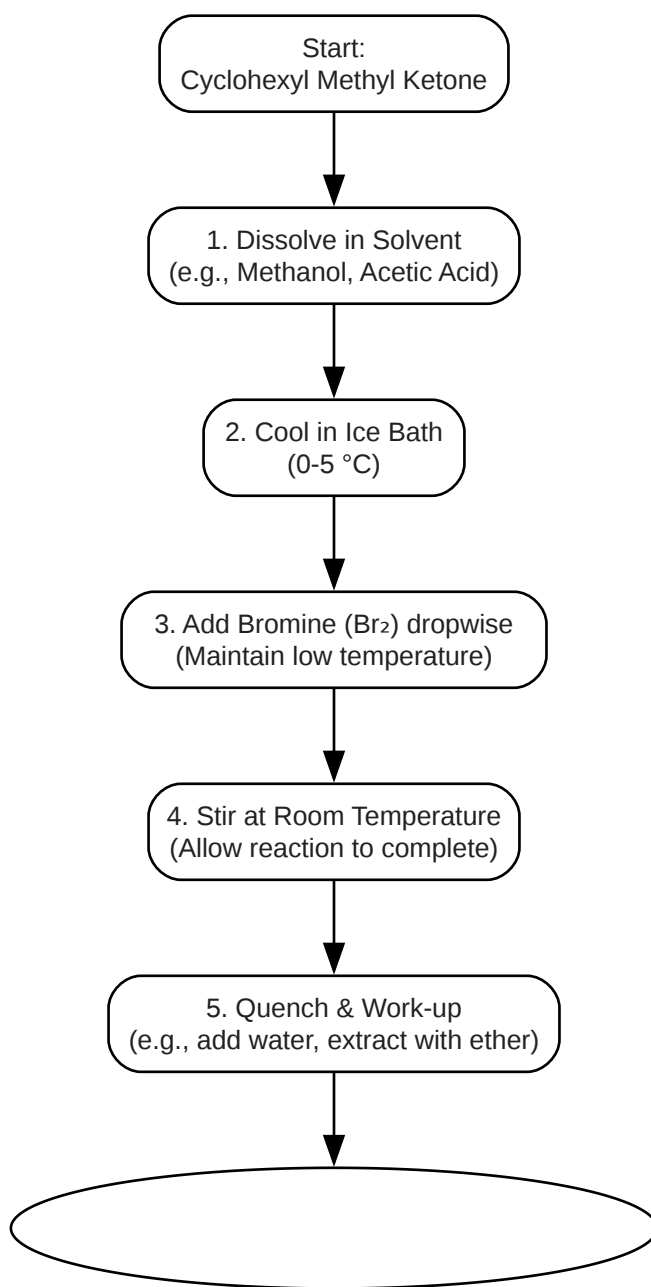 Start:
Cyclohexyl Methyl Ketone
1. Dissolve in Solvent
(e.g., Methanol, Acetic Acid)
2. Cool in Ice Bath
(0-5 °C)
3. Add Bromine (Br₂) dropwise
(Maintain low temperature)
4. Stir at Room Temperature
(Allow reaction to complete)
5. Quench & Work-up
(e.g., add water, extract with ether)